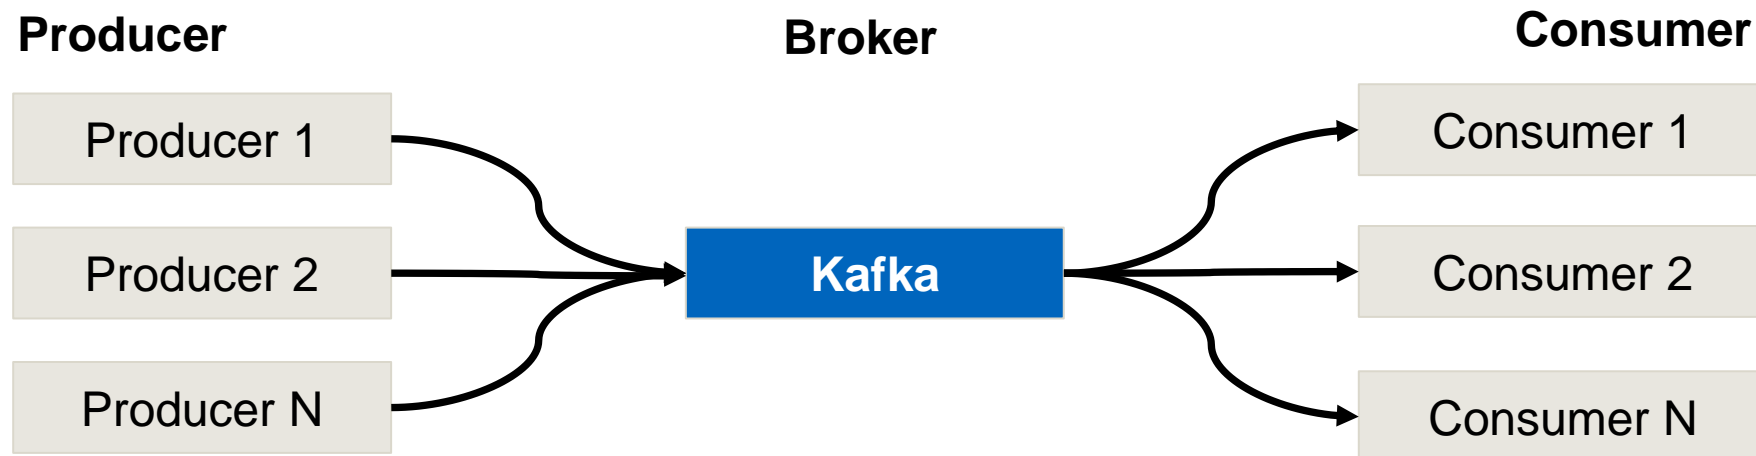 Producer
Broker
Consumer
Producer 1
Consumer 1
Producer 2
Kafka
Consumer 2
Producer N
Consumer N